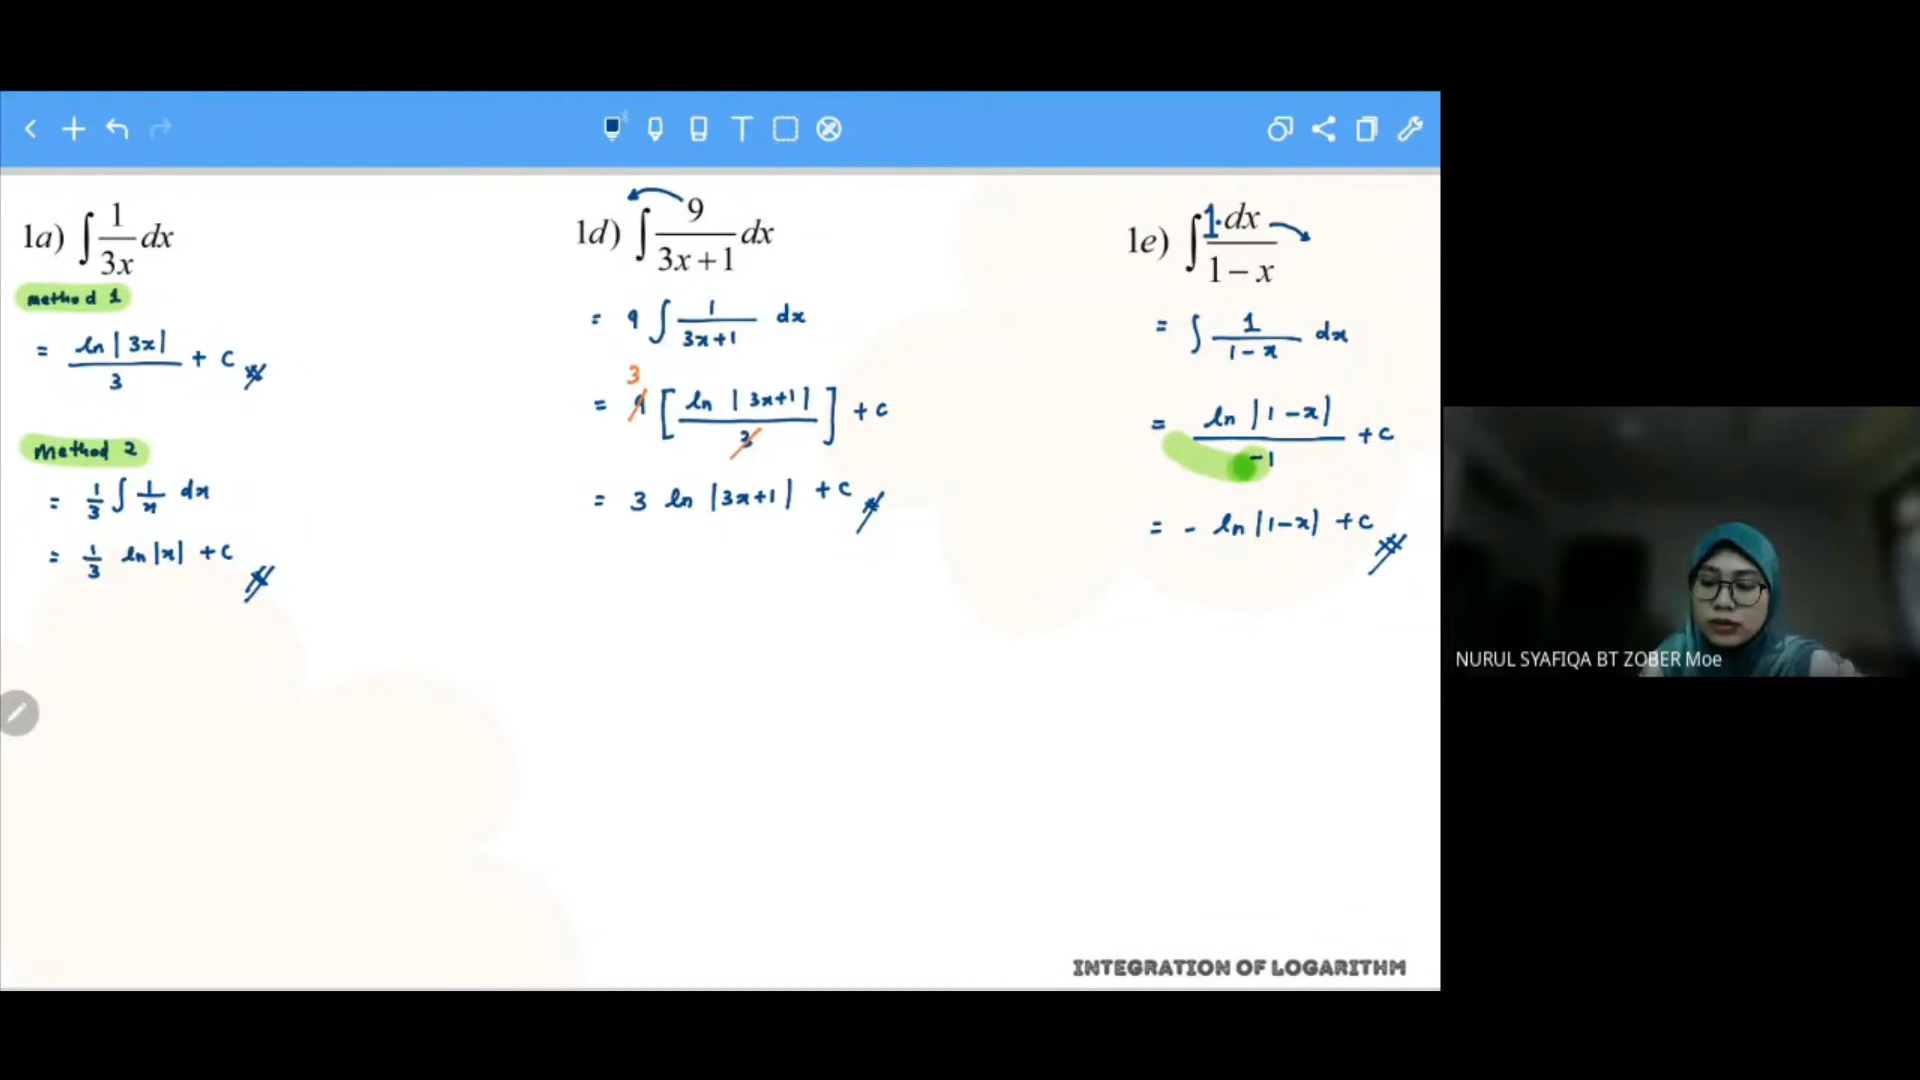 1a) ∫ 1/3x dx
method 1
= ln|3x|/3 + c
Method 2
= 1/3 ∫ 1/x dx
= 1/3 ln|x| + c
1d) ∫ 9/(3x+1) dx
= 9 ∫ 1/(3x+1) dx
3
= 9 [ ln|3x+1| / 3 ] + c
= 3 ln|3x+1| + c
1e) ∫ 1·dx/(1−x)
= ∫ 1/(1−x) dx
= ln|1−x|/−1 + c
= − ln|1−x| + c
INTEGRATION OF LOGARITHM
NURUL SYAFIQA BT ZOBER Moe